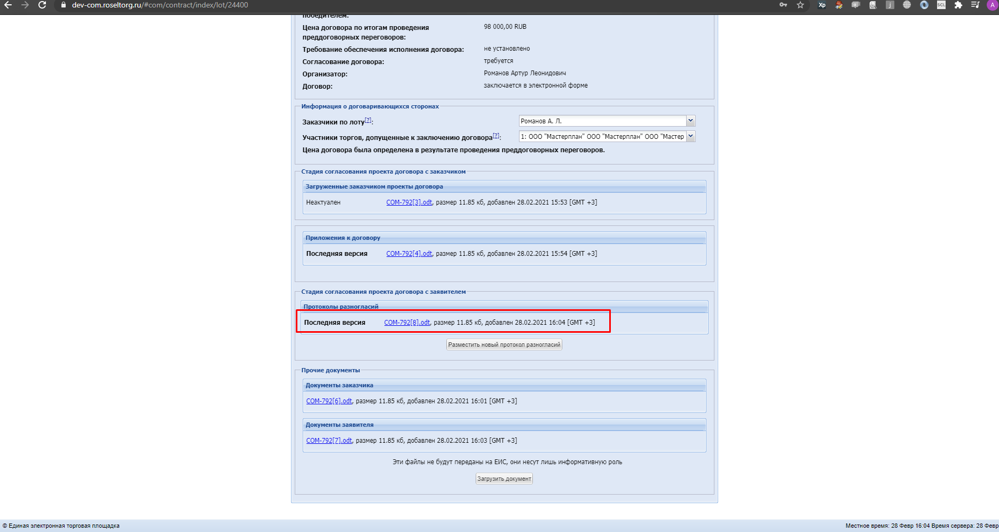 dev-com.roseltorg.ru/#com/contract/index/lot/24400
победителем:
Цена договора по итогам проведения преддоговорных переговоров: 98 000,00 RUB
Требование обеспечения исполнения договора: не установлено
Согласование договора: требуется
Организатор: Романов Артур Леонидович
Договор: заключается в электронной форме
Информация о договаривающихся сторонах
Заказчики по лоту[?]: Романов А. Л.
Участники торгов, допущенные к заключению договора[?]: 1: ООО "Мастерплан" ООО "Мастерплан" ООО "Мастер
Цена договора была определена в результате проведения преддоговорных переговоров.
Стадия согласования проекта договора с заказчиком
Загруженные заказчиком проекты договора
Неактуален COM-792[3].odt, размер 11.85 кб, добавлен 28.02.2021 15:53 [GMT +3]
Приложения к договору
Последняя версия COM-792[4].odt, размер 11.85 кб, добавлен 28.02.2021 15:54 [GMT +3]
Стадия согласования проекта договора с заявителем
Протоколы разногласий
Последняя версия COM-792[8].odt, размер 11.85 кб, добавлен 28.02.2021 16:04 [GMT +3]
Разместить новый протокол разногласий
Прочие документы
Документы заказчика
COM-792[6].odt, размер 11.85 кб, добавлен 28.02.2021 16:01 [GMT +3]
Документы заявителя
COM-792[7].odt, размер 11.85 кб, добавлен 28.02.2021 16:03 [GMT +3]
Эти файлы не будут переданы на ЕИС, они несут лишь информативную роль
Загрузить документ
© Единая электронная торговая площадка
Местное время: 28 Февр 16:04 Время сервера: 28 Февр